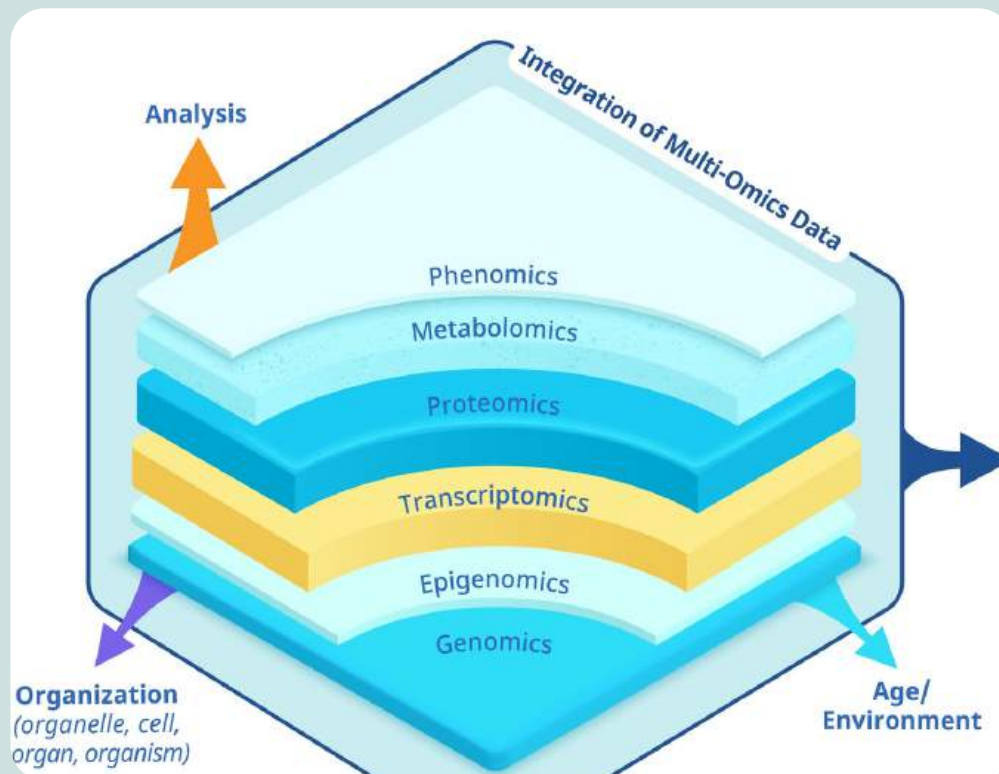 Integration of Multi-Omics Data
Analysis
Phenomics
Metabolomics
Proteomics
Transcriptomics
Epigenomics
Genomics
Organization
(organelle, cell,
organ, organism)
Age/
Environment